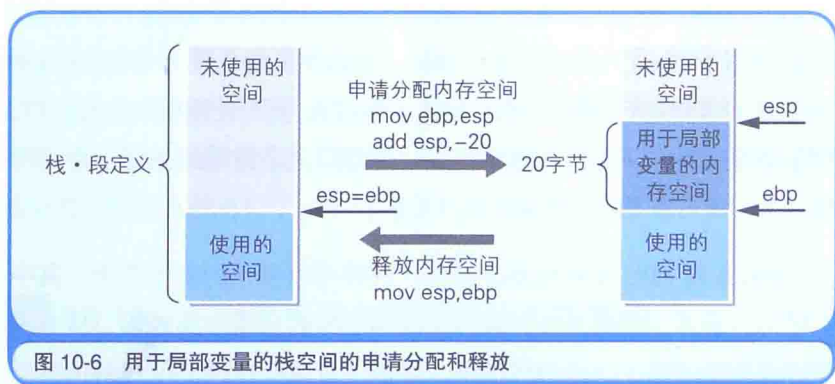 未使用的
空间
栈·段定义
使用的
空间
申请分配内存空间
mov ebp,esp
add esp,-20
esp=ebp
释放内存空间
mov esp,ebp
20字节
未使用的
空间
用于局部
变量的内
存空间
使用的
空间
esp
ebp
图 10-6 用于局部变量的栈空间的申请分配和释放